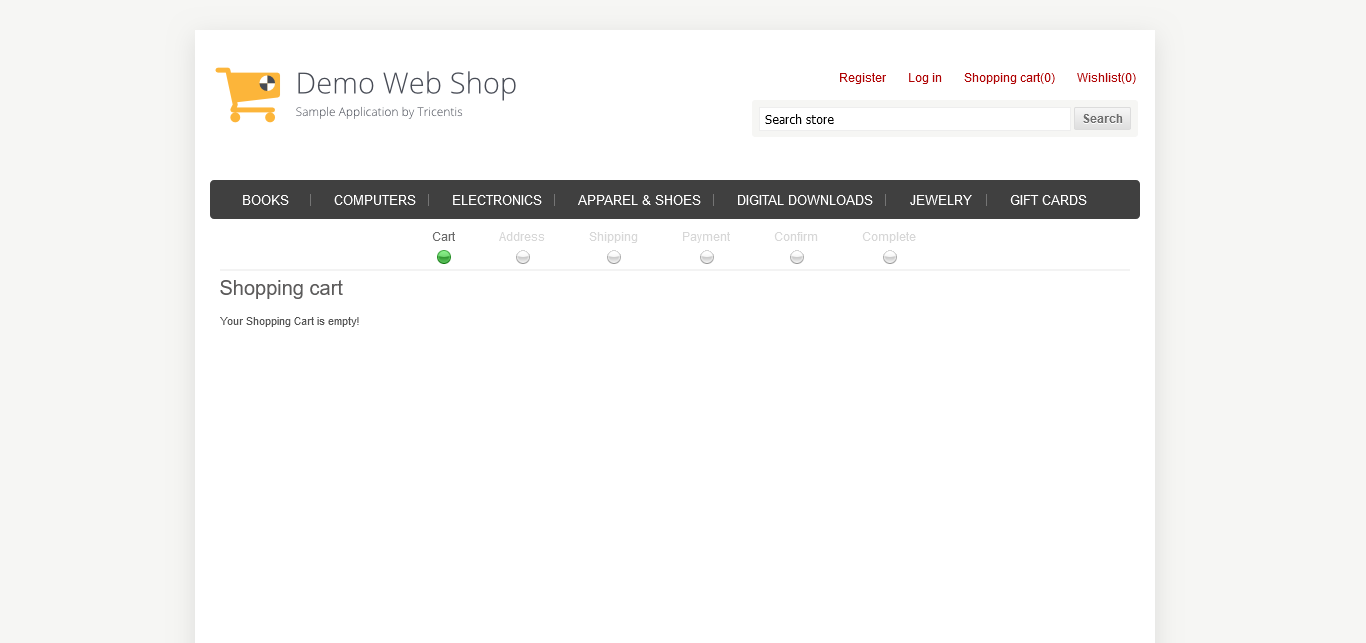 Demo Web Shop
Sample Application by Tricentis
Register Log in Shopping cart(0) Wishlist(0)
Search store Search
BOOKS COMPUTERS ELECTRONICS APPAREL & SHOES DIGITAL DOWNLOADS JEWELRY GIFT CARDS
Cart Address Shipping Payment Confirm Complete
Shopping cart
Your Shopping Cart is empty!